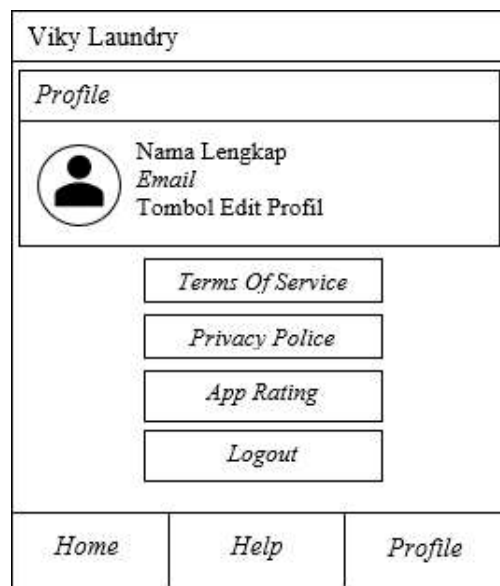 Viky Laundry
Profile
Nama Lengkap
Email
Tombol Edit Profil
Terms Of Service
Privacy Police
App Rating
Logout
Home
Help
Profile